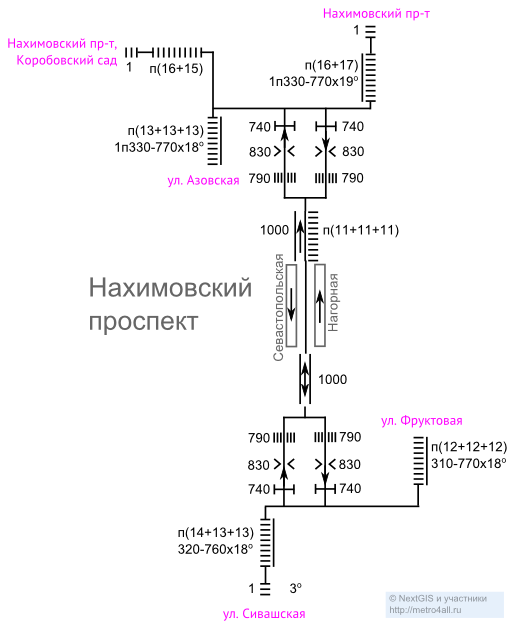 Нахимовский пр-т
1
Нахимовский пр-т,
Коробовский сад
1
п(16+15)
п(16+17)
1п330-770x19°
п(13+13+13)
1п330-770x18°
740
740
830
830
ул. Азовская
790
790
1000
п(11+11+11)
Севастопольская
Нагорная
Нахимовский
проспект
1000
ул. Фруктовая
790
790
п(12+12+12)
310-770x18°
830
830
740
740
п(14+13+13)
320-760x18°
1
3°
ул. Сивашская
© NextGIS и участники
http://metro4all.ru